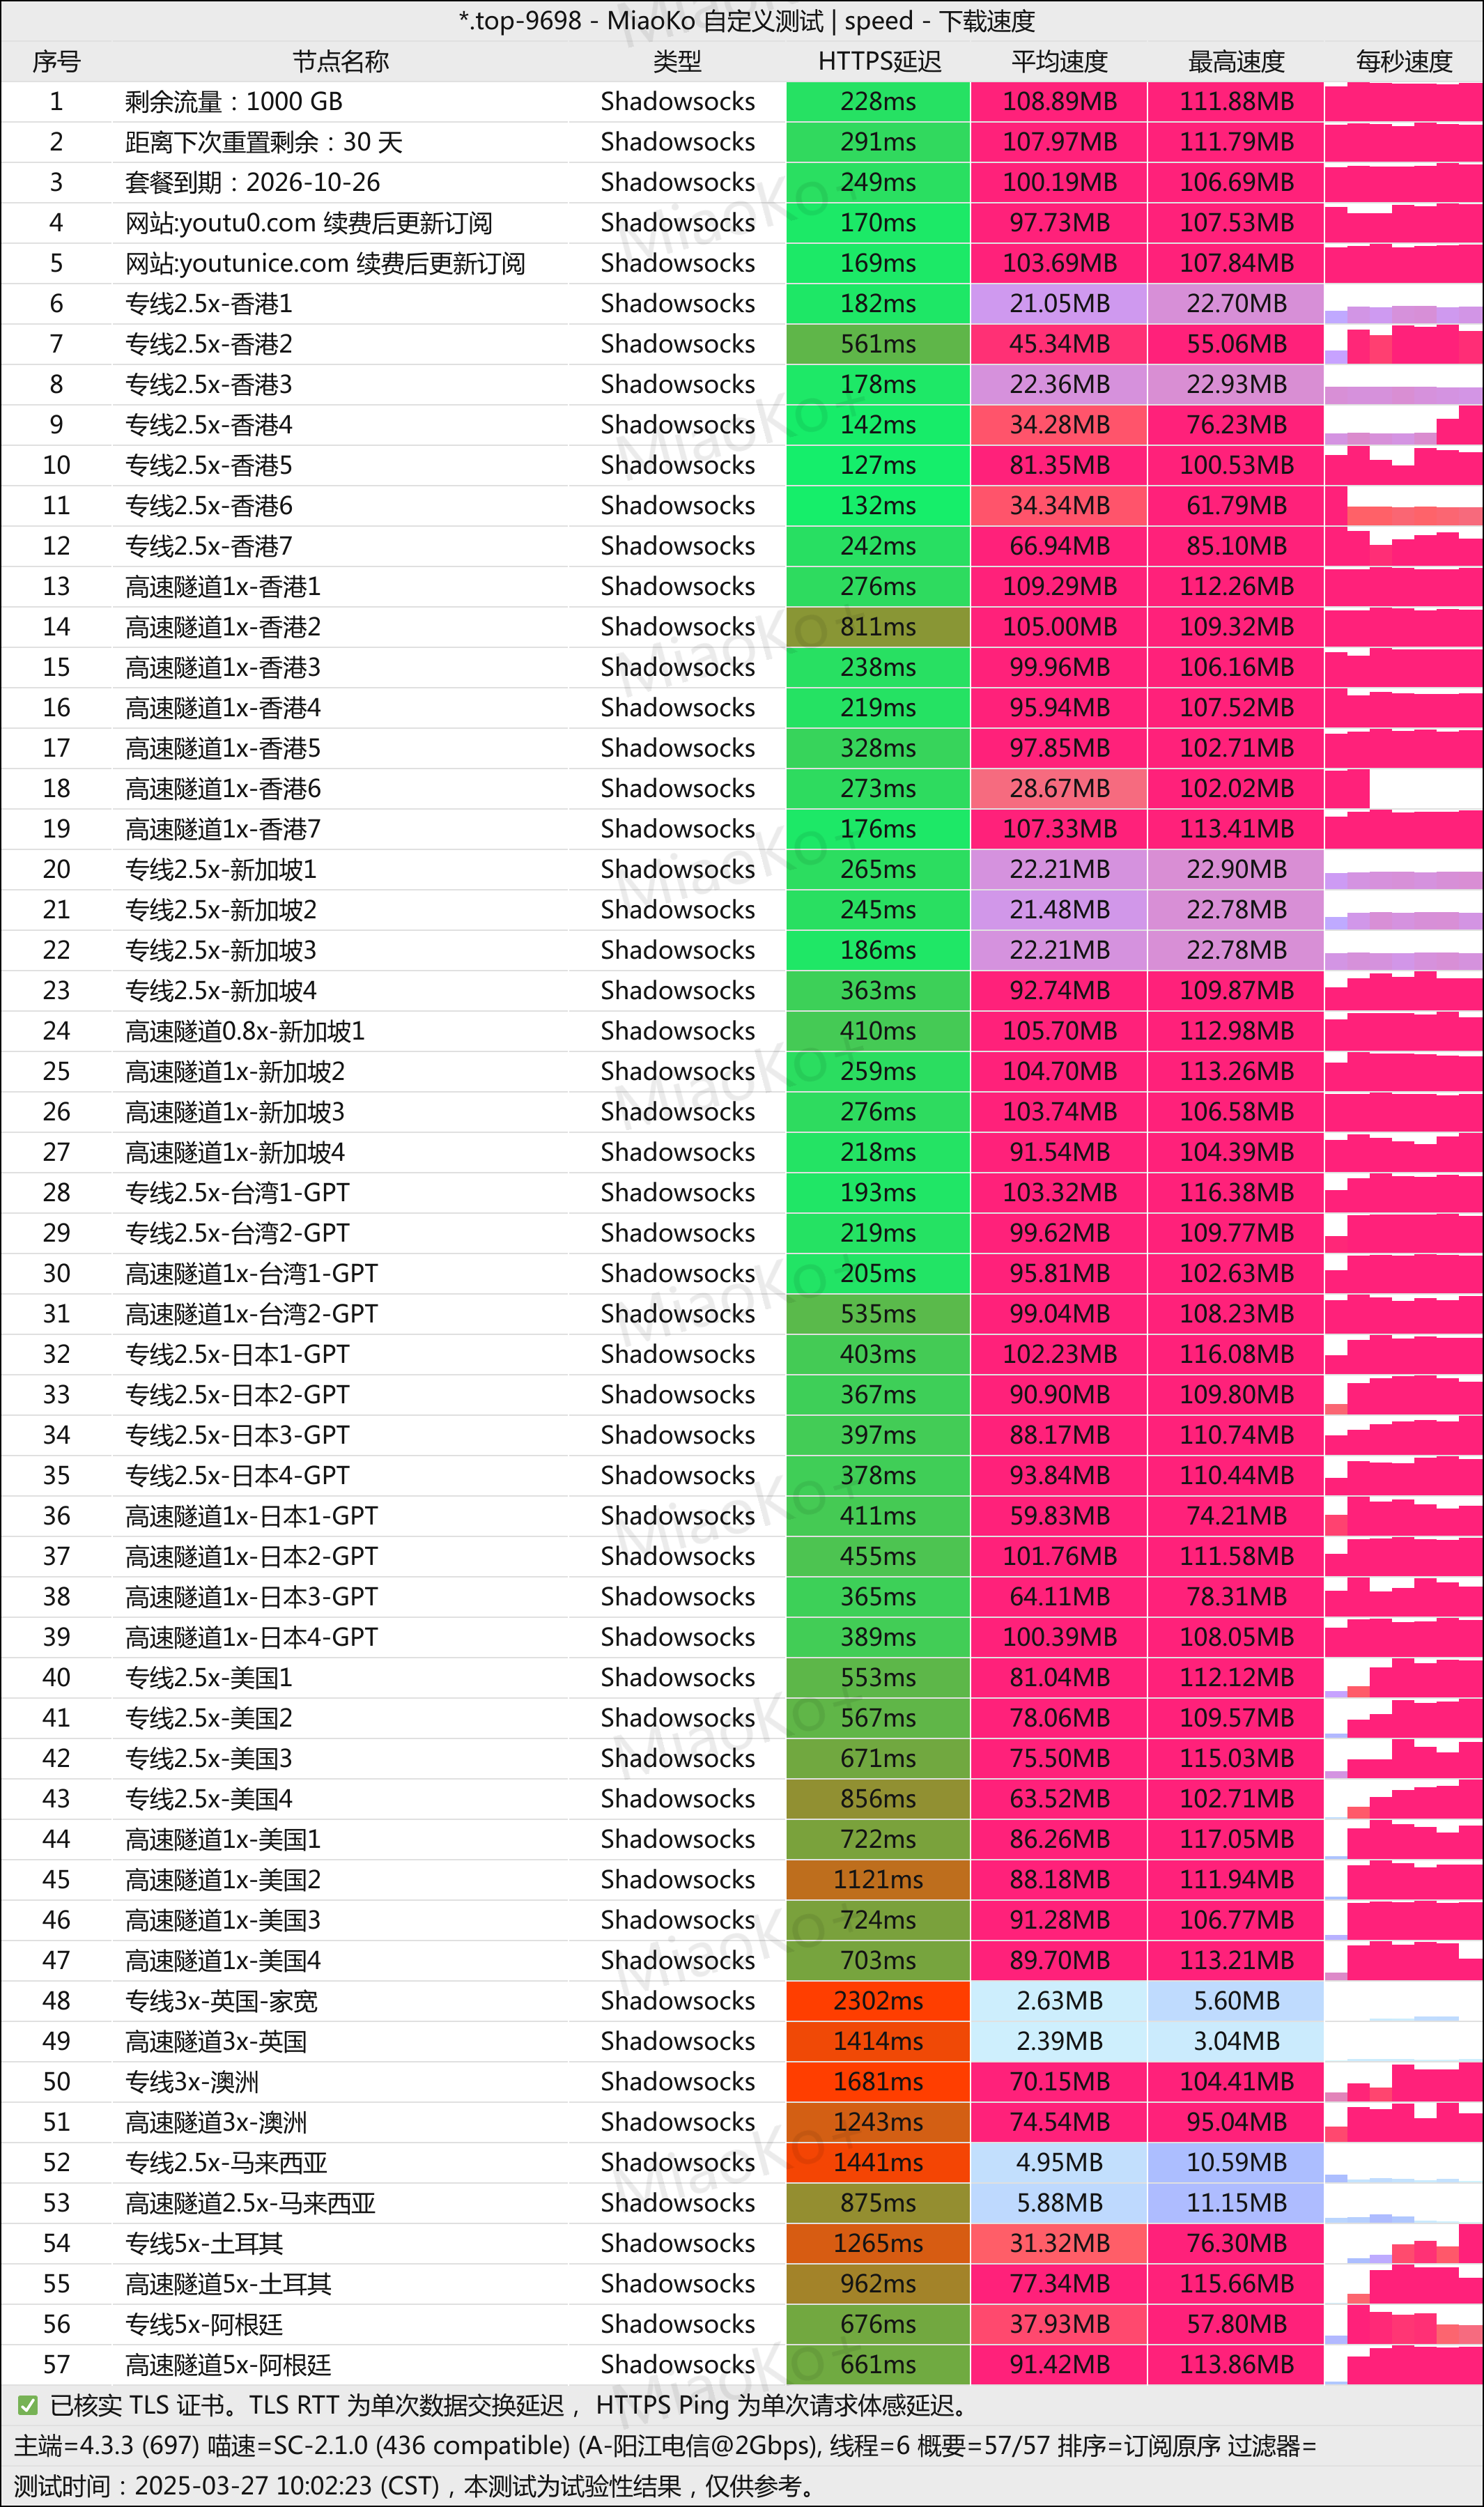 *.top-9698 - MiaoKo 自定义测试 | speed - 下载速度
序号 节点名称 类型 HTTPS延迟 平均速度 最高速度 每秒速度
1 剩余流量：1000 GB Shadowsocks 228ms 108.89MB 111.88MB
2 距离下次重置剩余：30 天 Shadowsocks 291ms 107.97MB 111.79MB
3 套餐到期：2026-10-26 Shadowsocks 249ms 100.19MB 106.69MB
4 网站:youtu0.com 续费后更新订阅 Shadowsocks 170ms 97.73MB 107.53MB
5 网站:youtunice.com 续费后更新订阅 Shadowsocks 169ms 103.69MB 107.84MB
6 专线2.5x-香港1 Shadowsocks 182ms 21.05MB 22.70MB
7 专线2.5x-香港2 Shadowsocks 561ms 45.34MB 55.06MB
8 专线2.5x-香港3 Shadowsocks 178ms 22.36MB 22.93MB
9 专线2.5x-香港4 Shadowsocks 142ms 34.28MB 76.23MB
10 专线2.5x-香港5 Shadowsocks 127ms 81.35MB 100.53MB
11 专线2.5x-香港6 Shadowsocks 132ms 34.34MB 61.79MB
12 专线2.5x-香港7 Shadowsocks 242ms 66.94MB 85.10MB
13 高速隧道1x-香港1 Shadowsocks 276ms 109.29MB 112.26MB
14 高速隧道1x-香港2 Shadowsocks 811ms 105.00MB 109.32MB
15 高速隧道1x-香港3 Shadowsocks 238ms 99.96MB 106.16MB
16 高速隧道1x-香港4 Shadowsocks 219ms 95.94MB 107.52MB
17 高速隧道1x-香港5 Shadowsocks 328ms 97.85MB 102.71MB
18 高速隧道1x-香港6 Shadowsocks 273ms 28.67MB 102.02MB
19 高速隧道1x-香港7 Shadowsocks 176ms 107.33MB 113.41MB
20 专线2.5x-新加坡1 Shadowsocks 265ms 22.21MB 22.90MB
21 专线2.5x-新加坡2 Shadowsocks 245ms 21.48MB 22.78MB
22 专线2.5x-新加坡3 Shadowsocks 186ms 22.21MB 22.78MB
23 专线2.5x-新加坡4 Shadowsocks 363ms 92.74MB 109.87MB
24 高速隧道0.8x-新加坡1 Shadowsocks 410ms 105.70MB 112.98MB
25 高速隧道1x-新加坡2 Shadowsocks 259ms 104.70MB 113.26MB
26 高速隧道1x-新加坡3 Shadowsocks 276ms 103.74MB 106.58MB
27 高速隧道1x-新加坡4 Shadowsocks 218ms 91.54MB 104.39MB
28 专线2.5x-台湾1-GPT Shadowsocks 193ms 103.32MB 116.38MB
29 专线2.5x-台湾2-GPT Shadowsocks 219ms 99.62MB 109.77MB
30 高速隧道1x-台湾1-GPT Shadowsocks 205ms 95.81MB 102.63MB
31 高速隧道1x-台湾2-GPT Shadowsocks 535ms 99.04MB 108.23MB
32 专线2.5x-日本1-GPT Shadowsocks 403ms 102.23MB 116.08MB
33 专线2.5x-日本2-GPT Shadowsocks 367ms 90.90MB 109.80MB
34 专线2.5x-日本3-GPT Shadowsocks 397ms 88.17MB 110.74MB
35 专线2.5x-日本4-GPT Shadowsocks 378ms 93.84MB 110.44MB
36 高速隧道1x-日本1-GPT Shadowsocks 411ms 59.83MB 74.21MB
37 高速隧道1x-日本2-GPT Shadowsocks 455ms 101.76MB 111.58MB
38 高速隧道1x-日本3-GPT Shadowsocks 365ms 64.11MB 78.31MB
39 高速隧道1x-日本4-GPT Shadowsocks 389ms 100.39MB 108.05MB
40 专线2.5x-美国1 Shadowsocks 553ms 81.04MB 112.12MB
41 专线2.5x-美国2 Shadowsocks 567ms 78.06MB 109.57MB
42 专线2.5x-美国3 Shadowsocks 671ms 75.50MB 115.03MB
43 专线2.5x-美国4 Shadowsocks 856ms 63.52MB 102.71MB
44 高速隧道1x-美国1 Shadowsocks 722ms 86.26MB 117.05MB
45 高速隧道1x-美国2 Shadowsocks 1121ms 88.18MB 111.94MB
46 高速隧道1x-美国3 Shadowsocks 724ms 91.28MB 106.77MB
47 高速隧道1x-美国4 Shadowsocks 703ms 89.70MB 113.21MB
48 专线3x-英国-家宽 Shadowsocks 2302ms 2.63MB 5.60MB
49 高速隧道3x-英国 Shadowsocks 1414ms 2.39MB 3.04MB
50 专线3x-澳洲 Shadowsocks 1681ms 70.15MB 104.41MB
51 高速隧道3x-澳洲 Shadowsocks 1243ms 74.54MB 95.04MB
52 专线2.5x-马来西亚 Shadowsocks 1441ms 4.95MB 10.59MB
53 高速隧道2.5x-马来西亚 Shadowsocks 875ms 5.88MB 11.15MB
54 专线5x-土耳其 Shadowsocks 1265ms 31.32MB 76.30MB
55 高速隧道5x-土耳其 Shadowsocks 962ms 77.34MB 115.66MB
56 专线5x-阿根廷 Shadowsocks 676ms 37.93MB 57.80MB
57 高速隧道5x-阿根廷 Shadowsocks 661ms 91.42MB 113.86MB
✅ 已核实 TLS 证书。TLS RTT 为单次数据交换延迟， HTTPS Ping 为单次请求体感延迟。
主端=4.3.3 (697) 喵速=SC-2.1.0 (436 compatible) (A-阳江电信@2Gbps), 线程=6 概要=57/57 排序=订阅原序 过滤器=
测试时间：2025-03-27 10:02:23 (CST)，本测试为试验性结果，仅供参考。